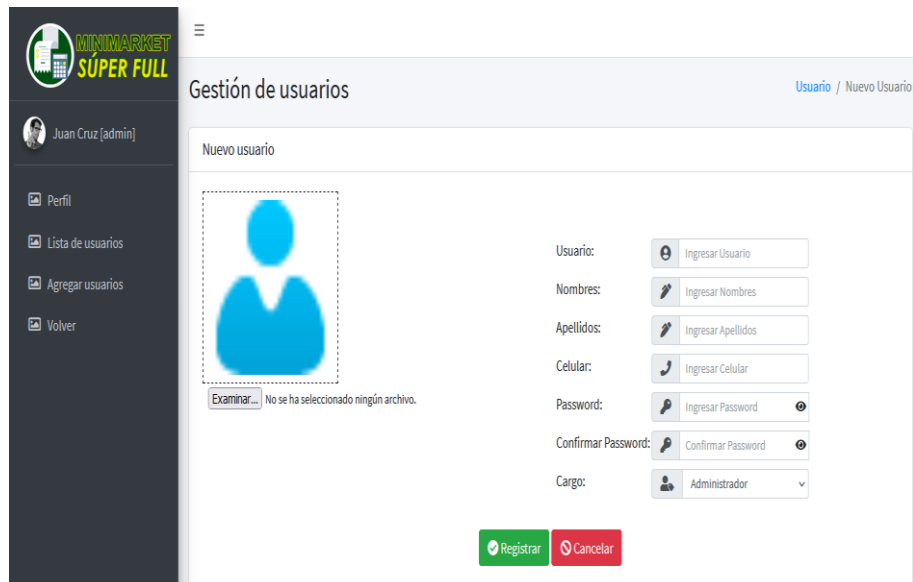 MINIMARKET
SÚPER FULL
Juan Cruz [admin]
Perfil
Lista de usuarios
Agregar usuarios
Volver
Gestión de usuarios
Usuario / Nuevo Usuario
Nuevo usuario
Examinar... No se ha seleccionado ningún archivo.
Usuario: Ingresar Usuario
Nombres: Ingresar Nombres
Apellidos: Ingresar Apellidos
Celular: Ingresar Celular
Password: Ingresar Password
Confirmar Password: Confirmar Password
Cargo: Administrador
Registrar Cancelar